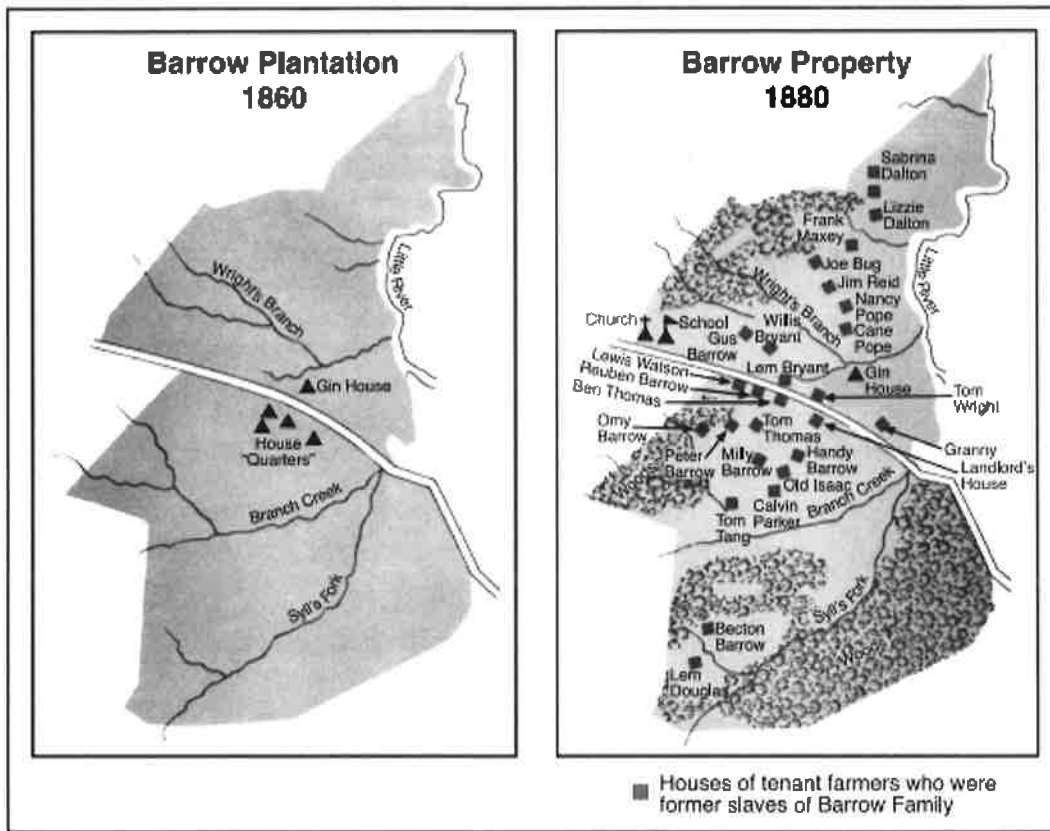 Barrow Plantation
1860
Little River
Wright's Branch
Gin House
House
"Quarters"
Branch Creek
Syll's Fork
Barrow Property
1880
Sabrina
Dalton
Lizzie
Dalton
Frank
Maxey
Joe Bug
Jim Reid
Nancy
Pope
Cane
Pope
Little River
Wright's Branch
Church
School
Gus
Barrow
Willis
Bryant
Lem Bryant
Gin
House
Tom
Wright
Lewis Watson
Reuben Barrow
Ben Thomas
Omy
Barrow
Peter
Barrow
Milly
Barrow
Tom
Thomas
Handy
Barrow
Old Isaac
Calvin
Parker
Tom
Tang
Granny
Landlord's
House
Woods
Branch Creek
Syll's Fork
Becton
Barrow
Lem
Douglas
Woods
Houses of tenant farmers who were
former slaves of Barrow Family